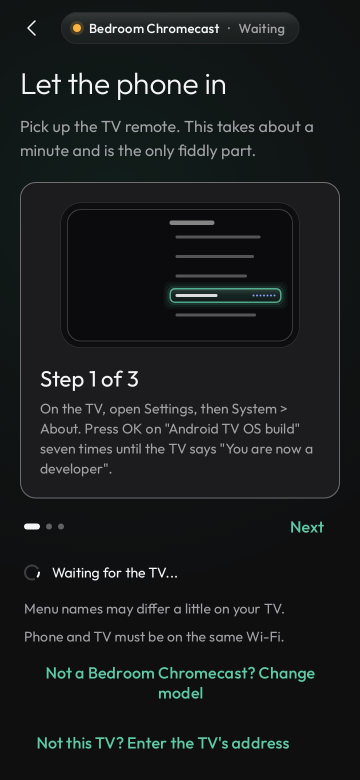 Bedroom Chromecast · Waiting
Let the phone in
Pick up the TV remote. This takes about a
minute and is the only fiddly part.
Step 1 of 3
On the TV, open Settings, then System >
About. Press OK on "Android TV OS build"
seven times until the TV says "You are now a
developer".
Next
Waiting for the TV...
Menu names may differ a little on your TV.
Phone and TV must be on the same Wi-Fi.
Not a Bedroom Chromecast? Change
model
Not this TV? Enter the TV's address